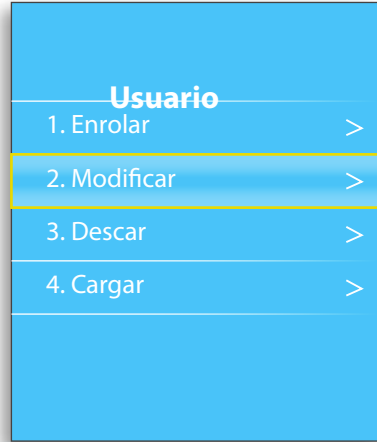 Usuario
1. Enrolar >
2. Modificar >
3. Descar >
4. Cargar >